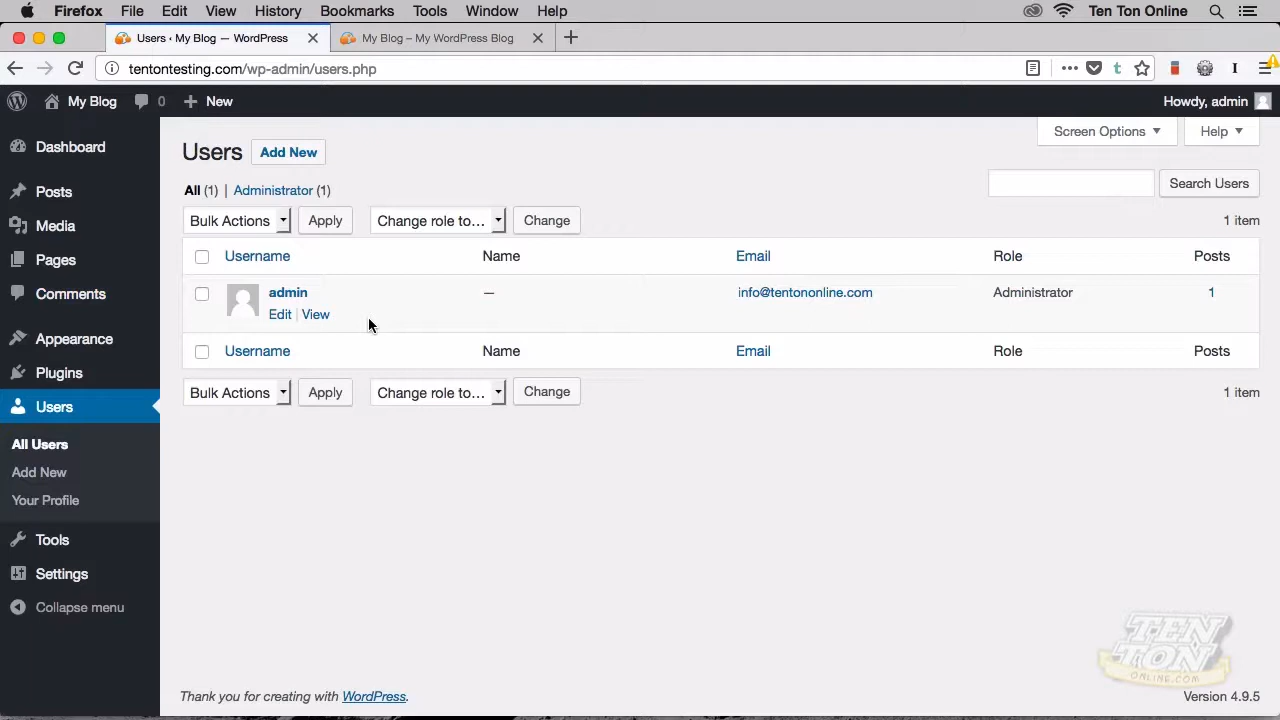 Firefox File Edit View History Bookmarks Tools Window Help Ten Ton Online
Users ‹ My Blog — WordPress My Blog – My WordPress Blog
tentontesting.com/wp-admin/users.php
My Blog 0 New Howdy, admin
Screen Options Help
Dashboard
Posts
Media
Pages
Comments
Appearance
Plugins
Users
All Users
Add New
Your Profile
Tools
Settings
Collapse menu
Users Add New
All (1) | Administrator (1)
Search Users
Bulk Actions Apply Change role to… Change 1 item
Username Name Email Role Posts
admin — info@tentononline.com Administrator 1
Edit | View
Username Name Email Role Posts
Bulk Actions Apply Change role to… Change 1 item
TEN
TON
ONLINE.COM
Thank you for creating with WordPress. Version 4.9.5